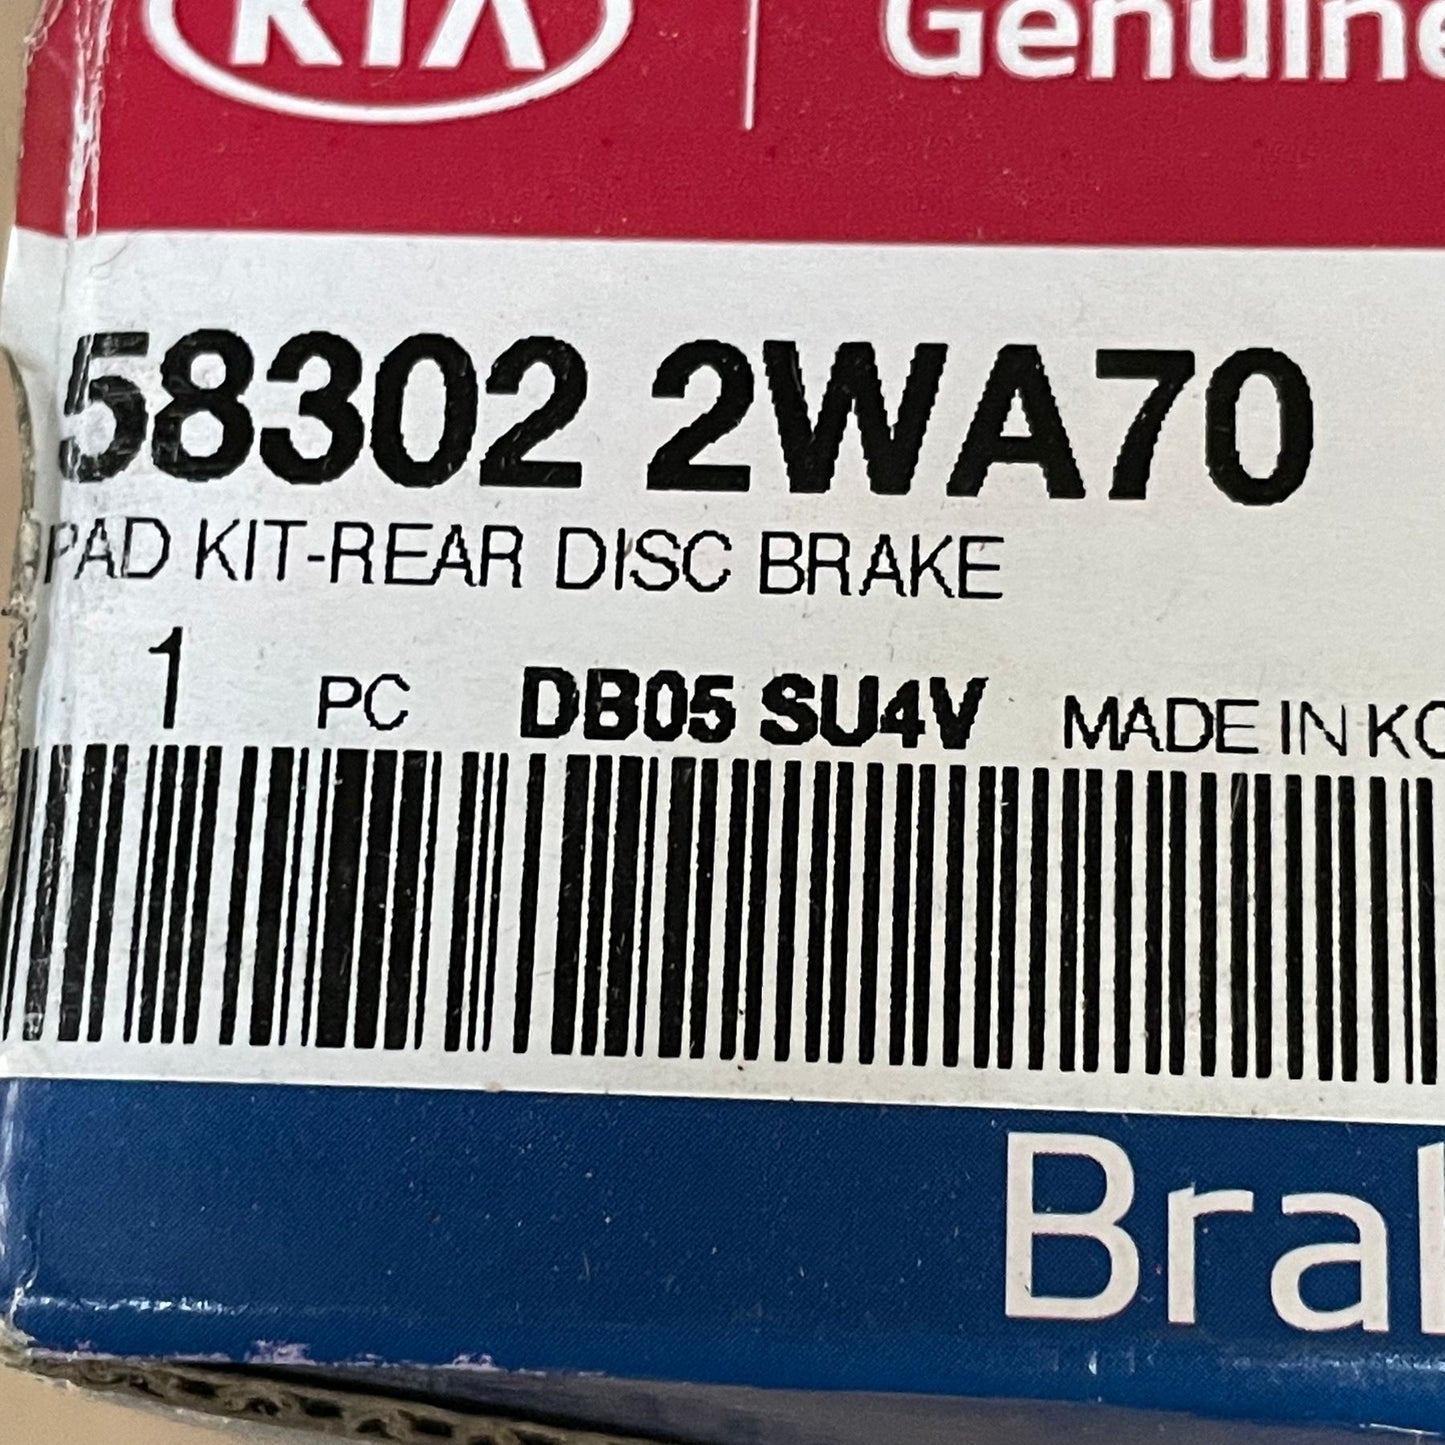 KIA Genuine
58302 2WA70
PAD KIT-REAR DISC BRAKE
1 PC DB05 SU4V MADE IN KO
Bra